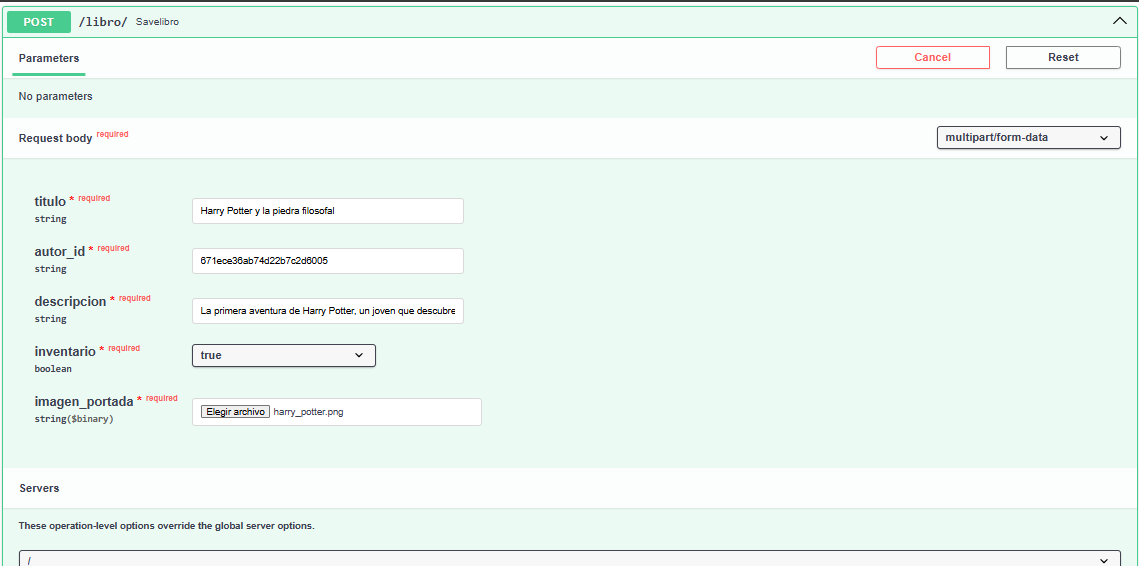 POST /libro/ Savelibro
Parameters
Cancel
Reset
No parameters
Request body required
multipart/form-data
titulo * required
string
Harry Potter y la piedra filosofal
autor_id * required
string
671ece36ab74d22b7c2d6005
descripcion * required
string
La primera aventura de Harry Potter, un joven que descubre
inventario * required
boolean
true
imagen_portada * required
string($binary)
Elegir archivo harry_potter.png
Servers
These operation-level options override the global server options.
/